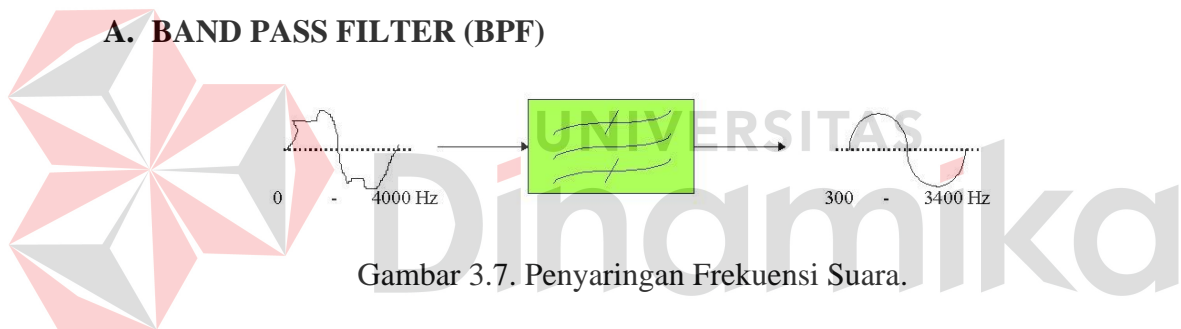 A. BAND PASS FILTER (BPF)
UNIVERSITAS
Dinamika
0 - 4000 Hz
300 - 3400 Hz
Gambar 3.7. Penyaringan Frekuensi Suara.